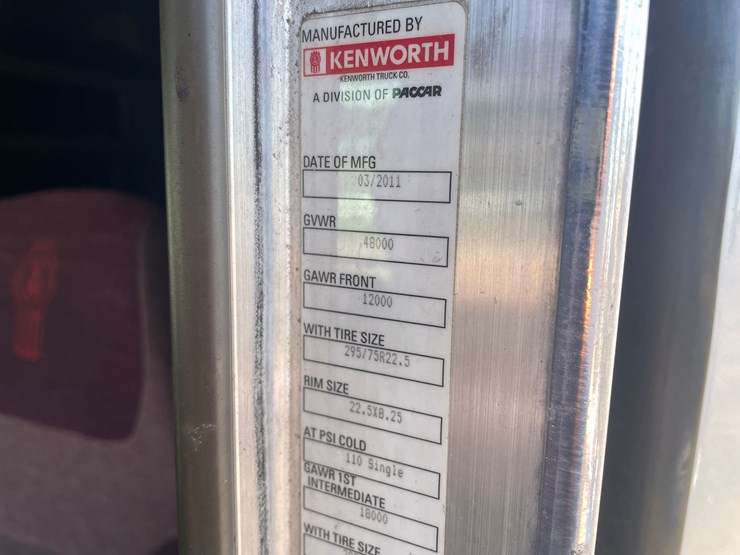 MANUFACTURED BY
KENWORTH
KENWORTH TRUCK CO.
A DIVISION OF PACCAR
DATE OF MFG
03/2011
GVWR
48000
GAWR FRONT
12000
WITH TIRE SIZE
295/75R22.5
RIM SIZE
22.5X8.25
AT PSI COLD
110 Single
GAWR 1ST
INTERMEDIATE
18000
WITH TIRE SIZE